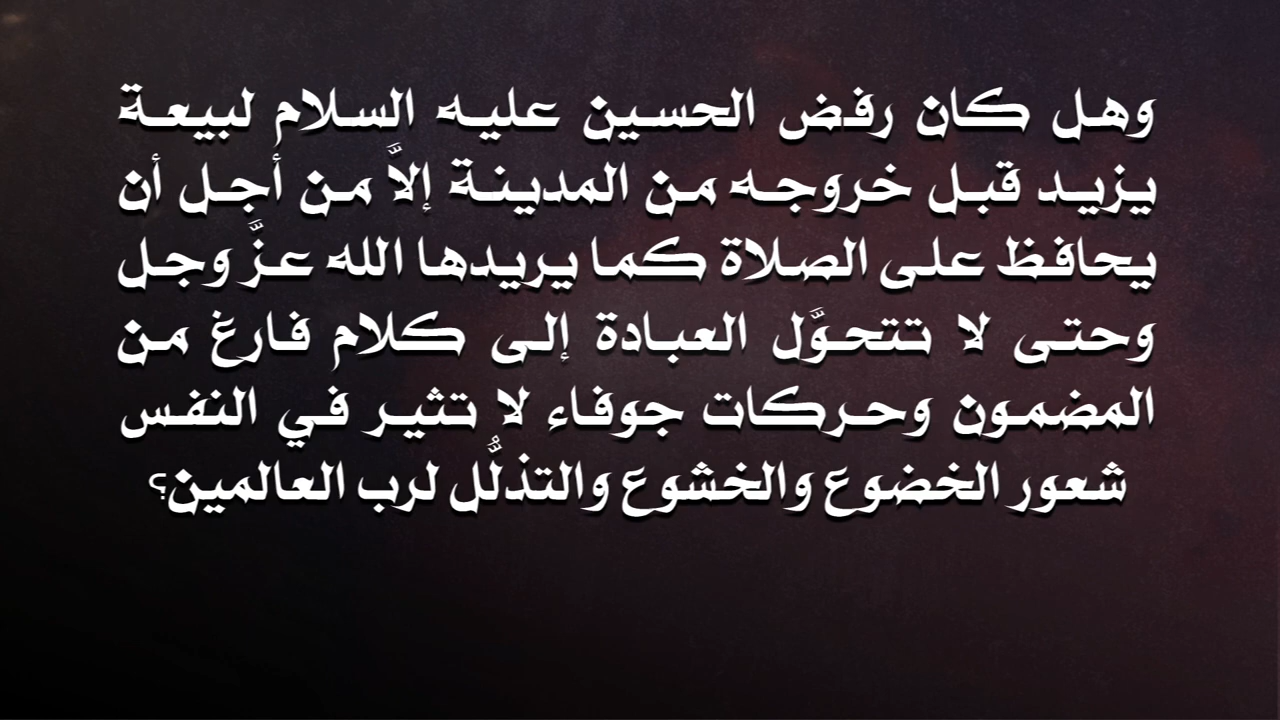 وهل كان رفض الحسين عليه السلام لبيعة
يزيد قبل خروجه من المدينة إلاَّ من أجل أن
يحافظ على الصلاة كما يريدها الله عزَّ وجل
وحتى لا تتحوَّل العبادة إلى كلام فارغ من
المضمون وحركات جوفاء لا تثير في النفس
شعور الخضوع والخشوع والتذلُّل لرب العالمين؟